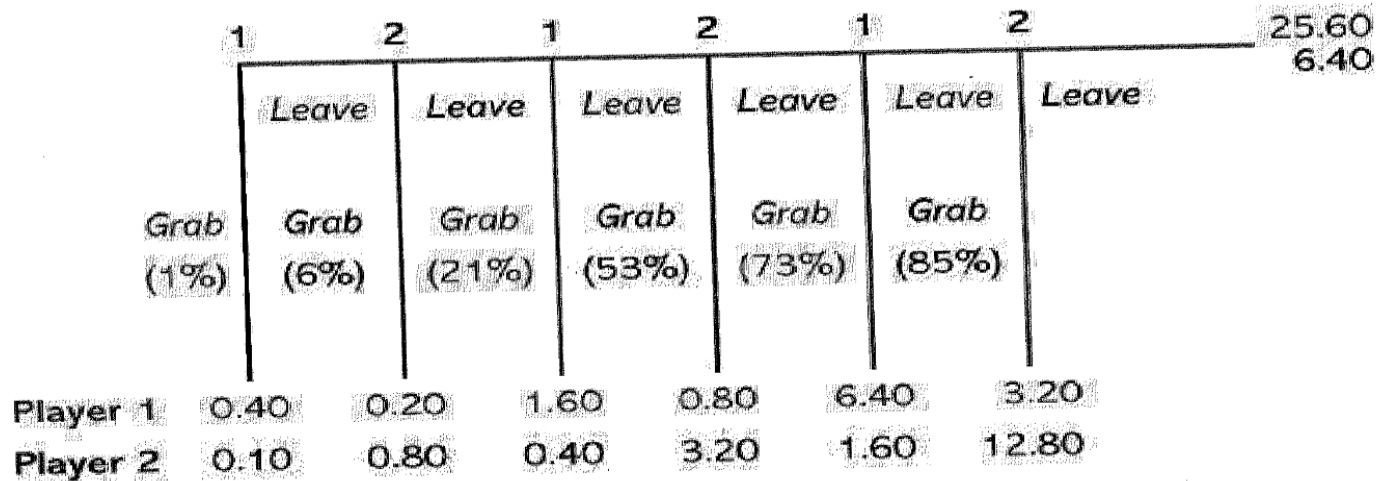 1 2 1 2 1 2 25.60
6.40
Leave Leave Leave Leave Leave Leave
Grab Grab Grab Grab Grab Grab
(1%) (6%) (21%) (53%) (73%) (85%)
Player 1 0.40 0.20 1.60 0.80 6.40 3.20
Player 2 0.10 0.80 0.40 3.20 1.60 12.80